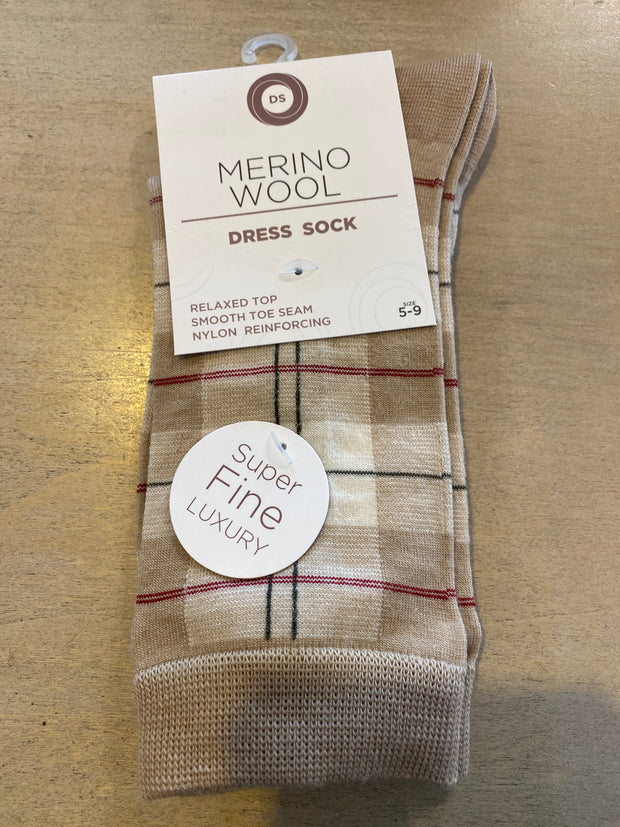 DS
MERINO
WOOL
DRESS SOCK
RELAXED TOP
SMOOTH TOE SEAM
NYLON REINFORCING
SIZE
5-9
Super
Fine
LUXURY